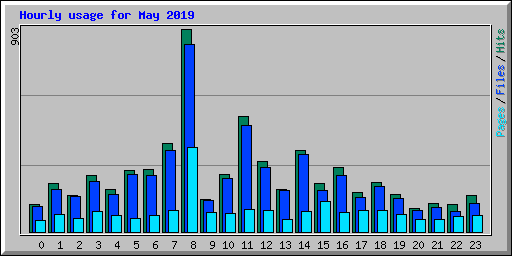 Hourly usage for May 2019
903
Pages / Files / Hits
0 1 2 3 4 5 6 7 8 9 10 11 12 13 14 15 16 17 18 19 20 21 22 23